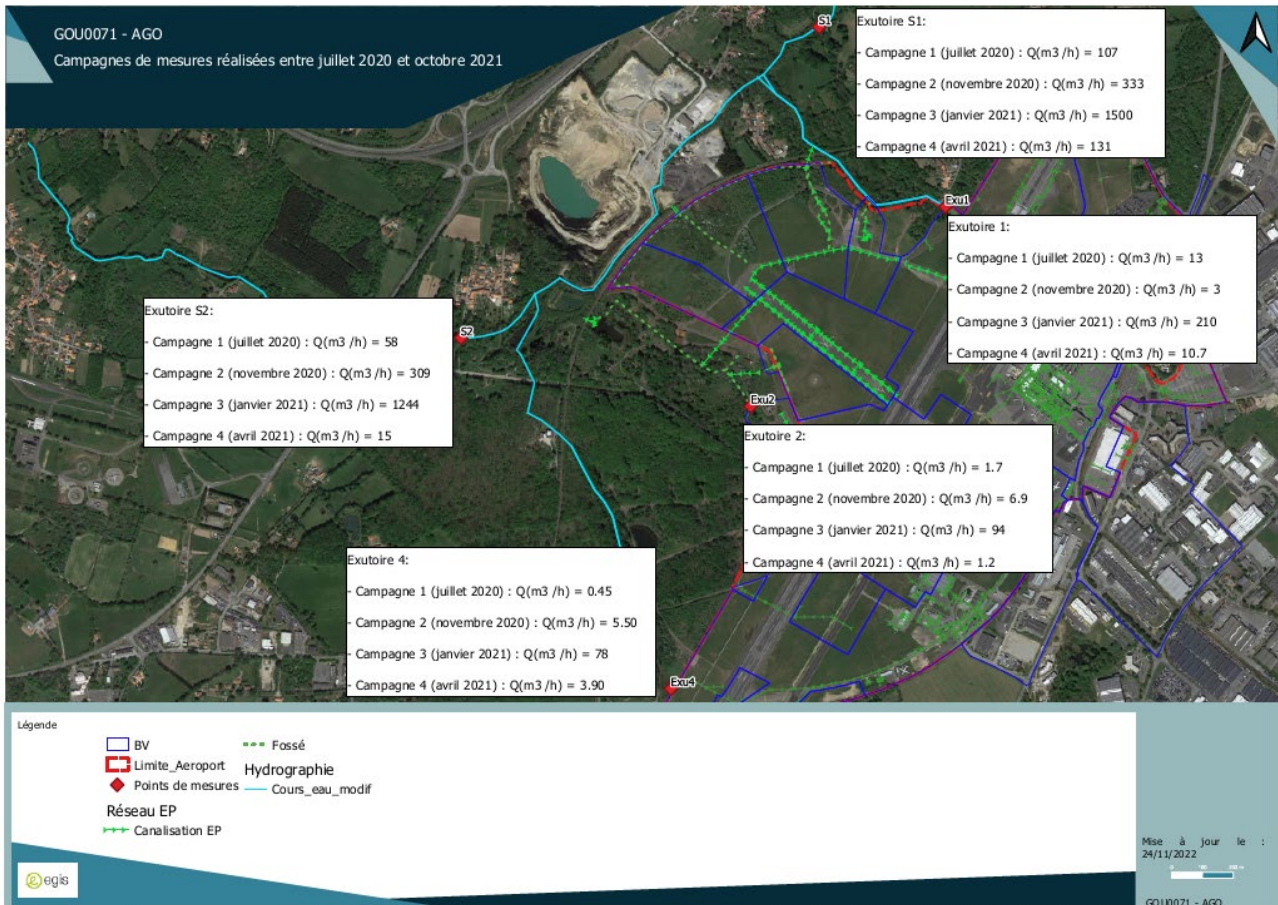 GOU0071 - AGO
Campagnes de mesures réalisées entre juillet 2020 et octobre 2021
S1
Exutoire S1:
- Campagne 1 (juillet 2020) : Q(m3 /h) = 107
- Campagne 2 (novembre 2020) : Q(m3 /h) = 333
- Campagne 3 (janvier 2021) : Q(m3 /h) = 1500
- Campagne 4 (avril 2021) : Q(m3 /h) = 131
Exu1
Exutoire 1:
- Campagne 1 (juillet 2020) : Q(m3 /h) = 13
- Campagne 2 (novembre 2020) : Q(m3 /h) = 3
- Campagne 3 (janvier 2021) : Q(m3 /h) = 210
- Campagne 4 (avril 2021) : Q(m3 /h) = 10.7
S2
Exutoire S2:
- Campagne 1 (juillet 2020) : Q(m3 /h) = 58
- Campagne 2 (novembre 2020) : Q(m3 /h) = 309
- Campagne 3 (janvier 2021) : Q(m3 /h) = 1244
- Campagne 4 (avril 2021) : Q(m3 /h) = 15
Exu2
Exutoire 2:
- Campagne 1 (juillet 2020) : Q(m3 /h) = 1.7
- Campagne 2 (novembre 2020) : Q(m3 /h) = 6.9
- Campagne 3 (janvier 2021) : Q(m3 /h) = 94
- Campagne 4 (avril 2021) : Q(m3 /h) = 1.2
Exutoire 4:
- Campagne 1 (juillet 2020) : Q(m3 /h) = 0.45
- Campagne 2 (novembre 2020) : Q(m3 /h) = 5.50
- Campagne 3 (janvier 2021) : Q(m3 /h) = 78
- Campagne 4 (avril 2021) : Q(m3 /h) = 3.90
Exu4
Légende
BV
Limite_Aeroport
Points de mesures
Réseau EP
Canalisation EP
Fossé
Hydrographie
Cours_eau_modif
egis
Mise à jour le :
24/11/2022
GOU0071 - AGO